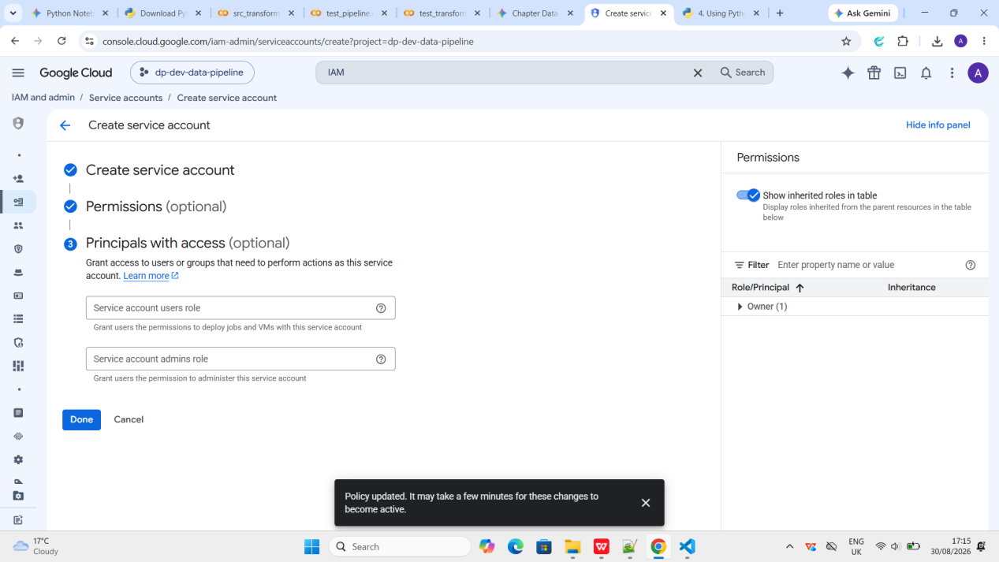 Python Noteb
Download Py
src_transform
test_pipeline.i
test_transform
Chapter Data
Create service
4. Using Pyth
Ask Gemini
console.cloud.google.com/iam-admin/serviceaccounts/create?project=dp-dev-data-pipeline
A
Google Cloud
dp-dev-data-pipeline
IAM
Search
A
IAM and admin / Service accounts / Create service account
Create service account
Hide info panel
Create service account
Permissions (optional)
3 Principals with access (optional)
Grant access to users or groups that need to perform actions as this service
account. Learn more
Service account users role
Grant users the permissions to deploy jobs and VMs with this service account
Service account admins role
Grant users the permission to administer this service account
Done
Cancel
Permissions
Show inherited roles in table
Display roles inherited from the parent resources in the table
below
Filter Enter property name or value
Role/Principal Inheritance
Owner (1)
Policy updated. It may take a few minutes for these changes to
become active.
17°C
Cloudy
Search
ENG
UK
17:15
30/08/2026